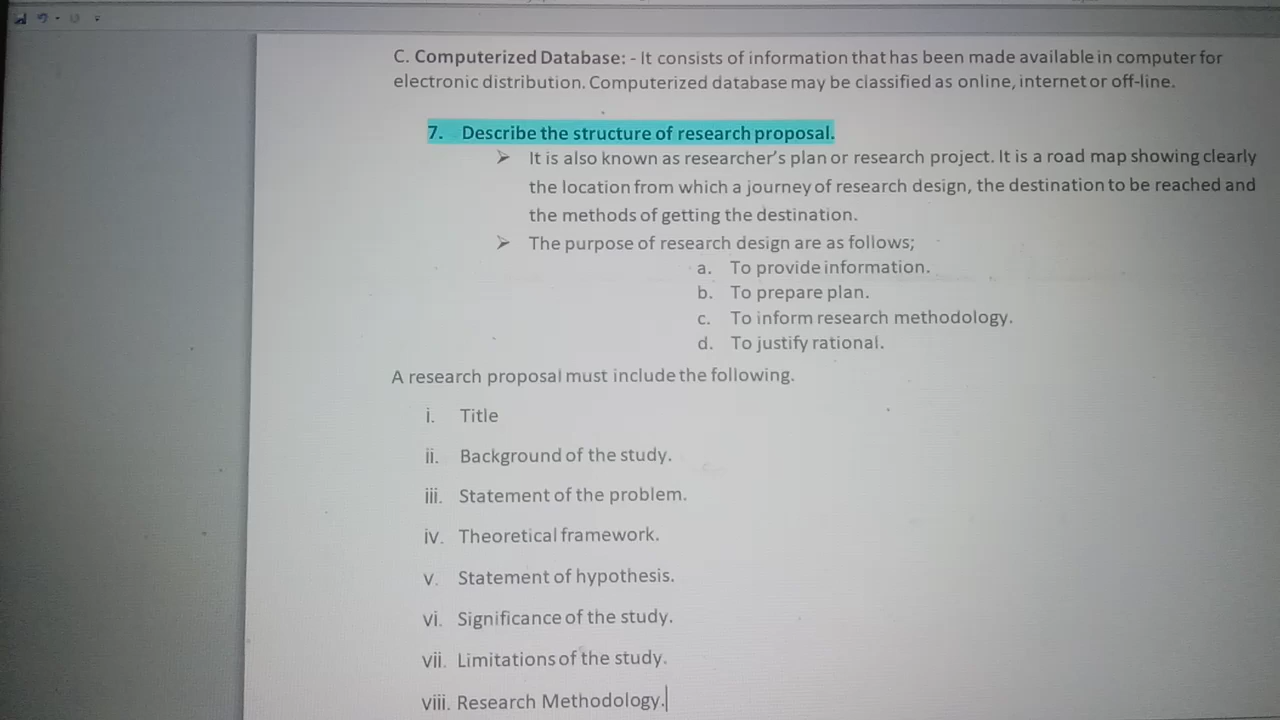 C. Computerized Database: - It consists of information that has been made available in computer for
electronic distribution. Computerized database may be classified as online, internet or off-line.
7. Describe the structure of research proposal.
➢ It is also known as researcher's plan or research project. It is a road map showing clearly
the location from which a journey of research design, the destination to be reached and
the methods of getting the destination.
➢ The purpose of research design are as follows;
a. To provide information.
b. To prepare plan.
c. To inform research methodology.
d. To justify rational.
A research proposal must include the following.
i. Title
ii. Background of the study.
iii. Statement of the problem.
iv. Theoretical framework.
v. Statement of hypothesis.
vi. Significance of the study.
vii. Limitations of the study.
viii. Research Methodology.